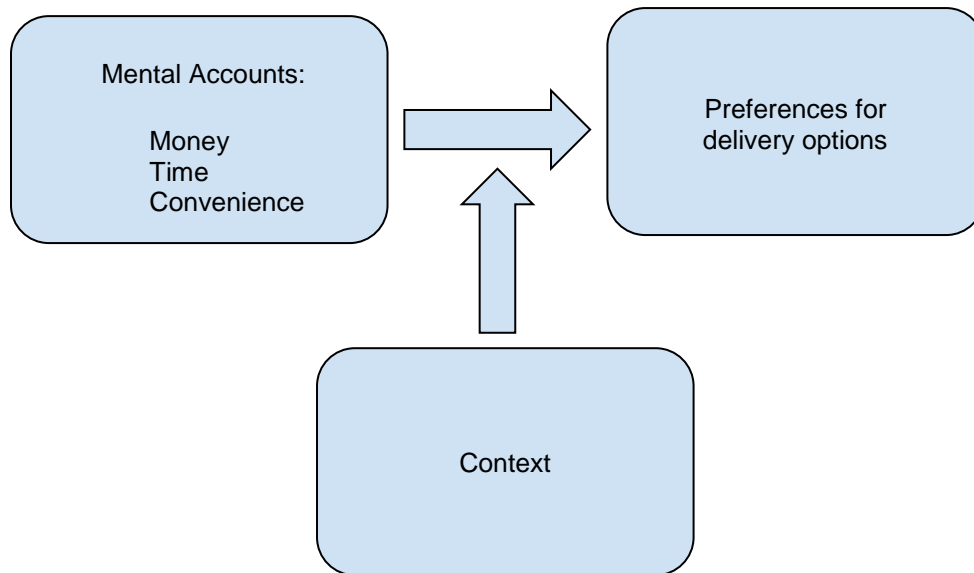 Mental Accounts:
Money
Time
Convenience
Preferences for
delivery options
Context